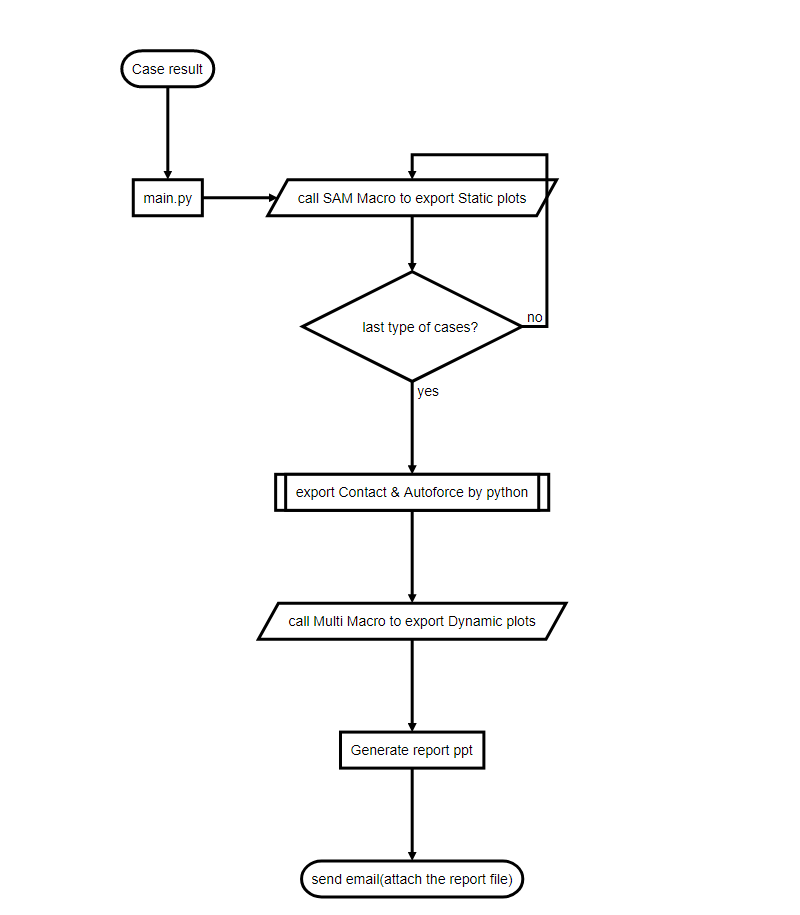 Case result
main.py
call SAM Macro to export Static plots
last type of cases?
no
yes
export Contact & Autoforce by python
call Multi Macro to export Dynamic plots
Generate report ppt
send email(attach the report file)